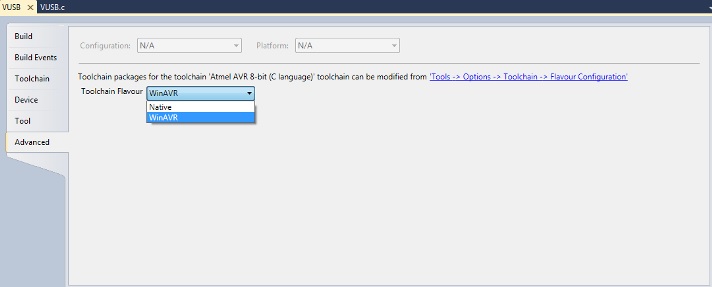 VUSB VUSB.c
Build
Build Events
Toolchain
Device
Tool
Advanced
Configuration: N/A Platform: N/A
Toolchain packages for the toolchain 'Atmel AVR 8-bit (C language)' toolchain can be modified from 'Tools -> Options -> Toolchain -> Flavour Configuration'
Toolchain Flavour WinAVR
Native
WinAVR